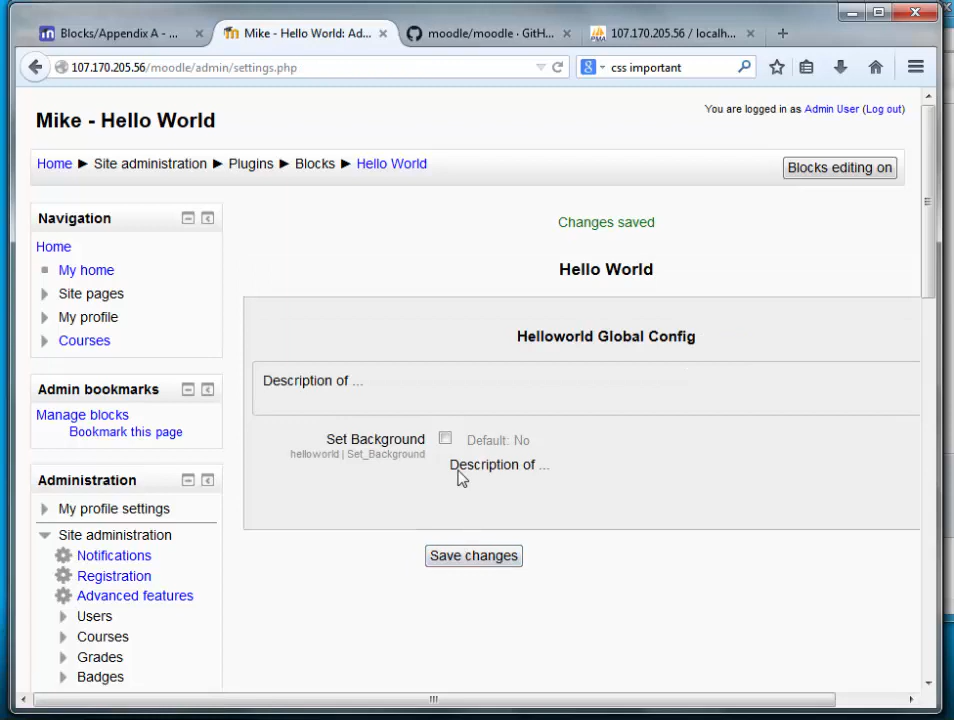 Blocks/Appendix A - ...
Mike - Hello World: Ad...
moodle/moodle · GitH...
107.170.205.56 / localh...
107.170.205.56/moodle/admin/settings.php
css important
You are logged in as Admin User (Log out)
Mike - Hello World
Home ► Site administration ► Plugins ► Blocks ► Hello World
Blocks editing on
Navigation
Home
My home
Site pages
My profile
Courses
Admin bookmarks
Manage blocks
Bookmark this page
Administration
My profile settings
Site administration
Notifications
Registration
Advanced features
Users
Courses
Grades
Badges
Changes saved
Hello World
Helloworld Global Config
Description of ...
Set Background Default: No
helloworld | Set_Background
Description of ...
Save changes